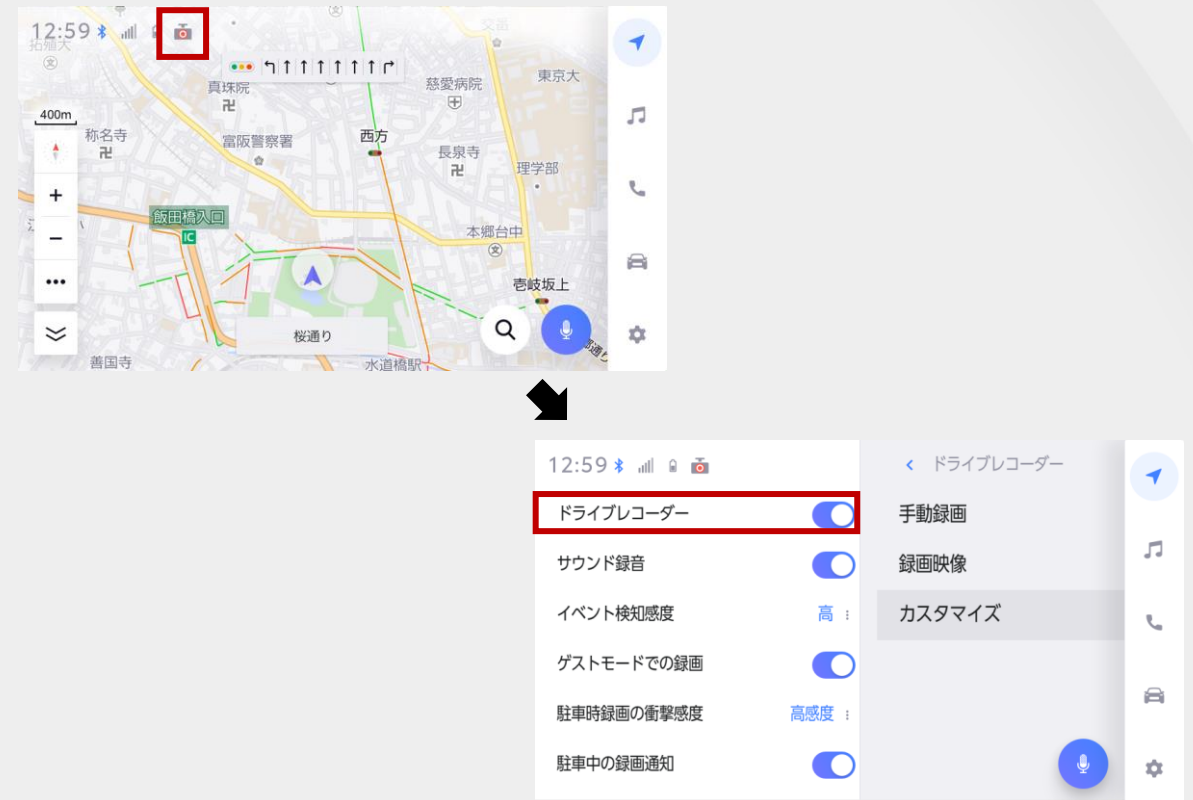 12:59
拓殖大
文
交番
真珠院
慈愛病院
東京大
400m
称名寺
富阪警察署
西方
長泉寺
理学部
+
飯田橋入口
IC
−
本郷台中
文
壱岐坂上
桜通り
善国寺
水道橋駅
12:59
ドライブレコーダー
ドライブレコーダー
手動録画
サウンド録音
録画映像
イベント検知感度 高
カスタマイズ
ゲストモードでの録画
駐車時録画の衝撃感度 高感度
駐車中の録画通知